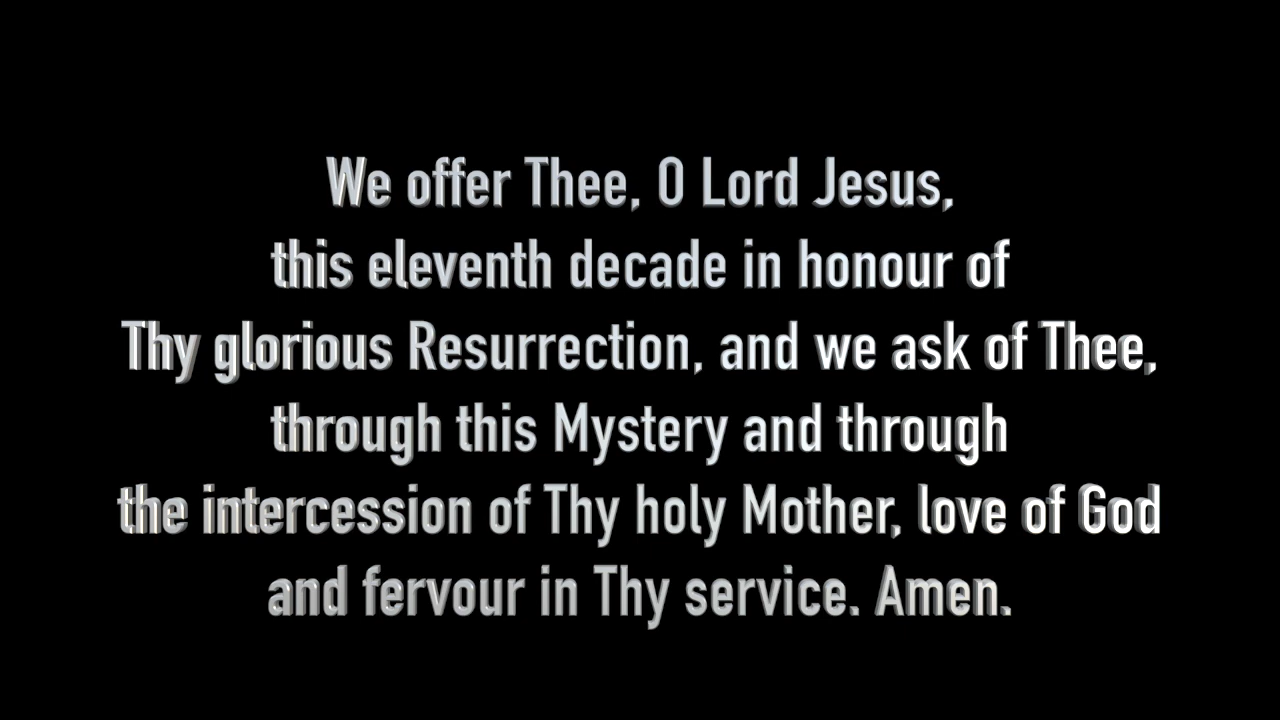 We offer Thee, O Lord Jesus,
this eleventh decade in honour of
Thy glorious Resurrection, and we ask of Thee,
through this Mystery and through
the intercession of Thy holy Mother, love of God
and fervour in Thy service. Amen.